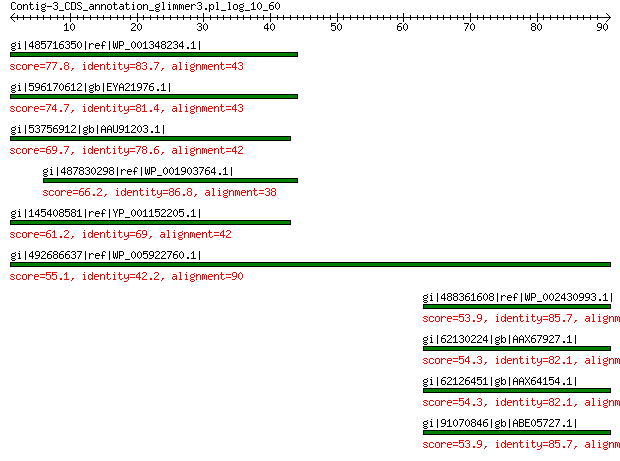 Contig-3_CDS_annotation_glimmer3.pl_log_10_60
10 20 30 40 50 60 70 80 90
gi|485716350|ref|WP_001348234.1|
score=77.8, identity=83.7, alignment=43
gi|596170612|gb|EYA21976.1|
score=74.7, identity=81.4, alignment=43
gi|53756912|gb|AAU91203.1|
score=69.7, identity=78.6, alignment=42
gi|487830298|ref|WP_001903764.1|
score=66.2, identity=86.8, alignment=38
gi|145408581|ref|YP_001152205.1|
score=61.2, identity=69, alignment=42
gi|492686637|ref|WP_005922760.1|
score=55.1, identity=42.2, alignment=90
gi|488361608|ref|WP_002430993.1|
score=53.9, identity=85.7, alignm
gi|62130224|gb|AAX67927.1|
score=54.3, identity=82.1, alignm
gi|62126451|gb|AAX64154.1|
score=54.3, identity=82.1, alignm
gi|91070846|gb|ABE05727.1|
score=53.9, identity=85.7, alignm